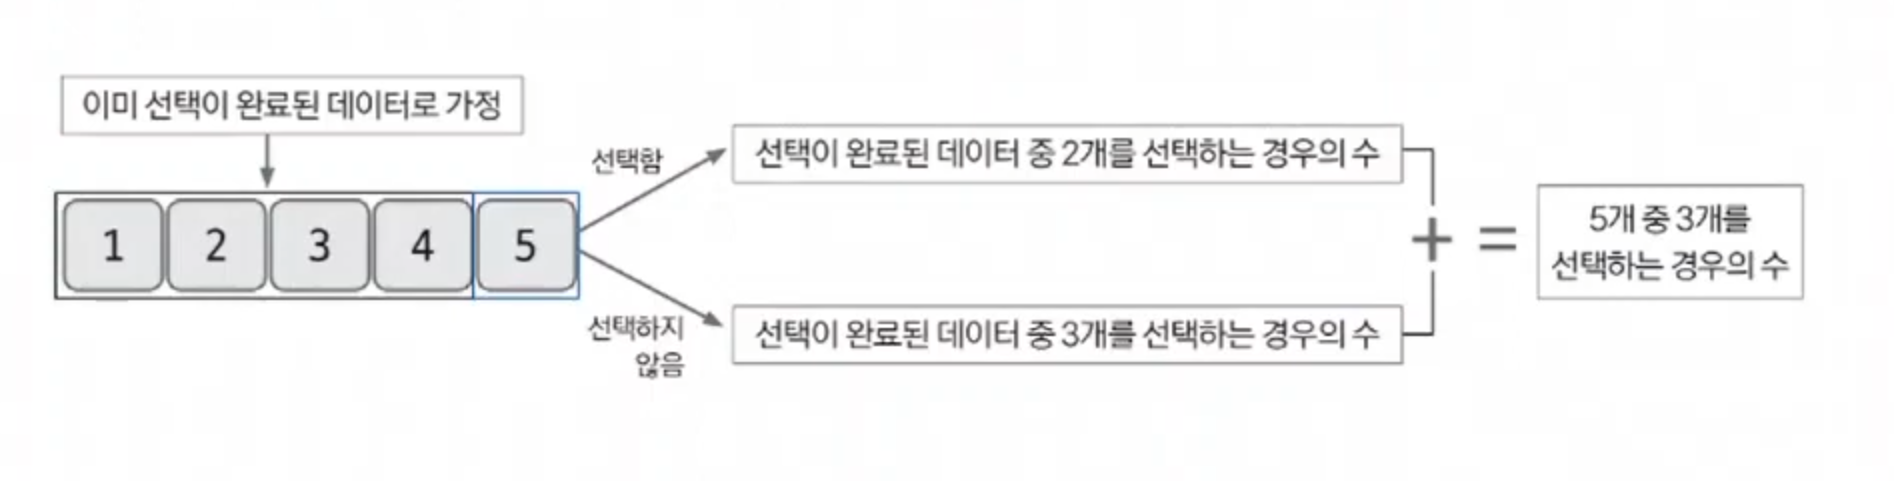 이미 선택이 완료된 데이터로 가정
선택함
선택이 완료된 데이터 중 2개를 선택하는 경우의 수
1 2 3 4 5
+ =
5개 중 3개를
선택하는 경우의 수
선택하지
않음
선택이 완료된 데이터 중 3개를 선택하는 경우의 수